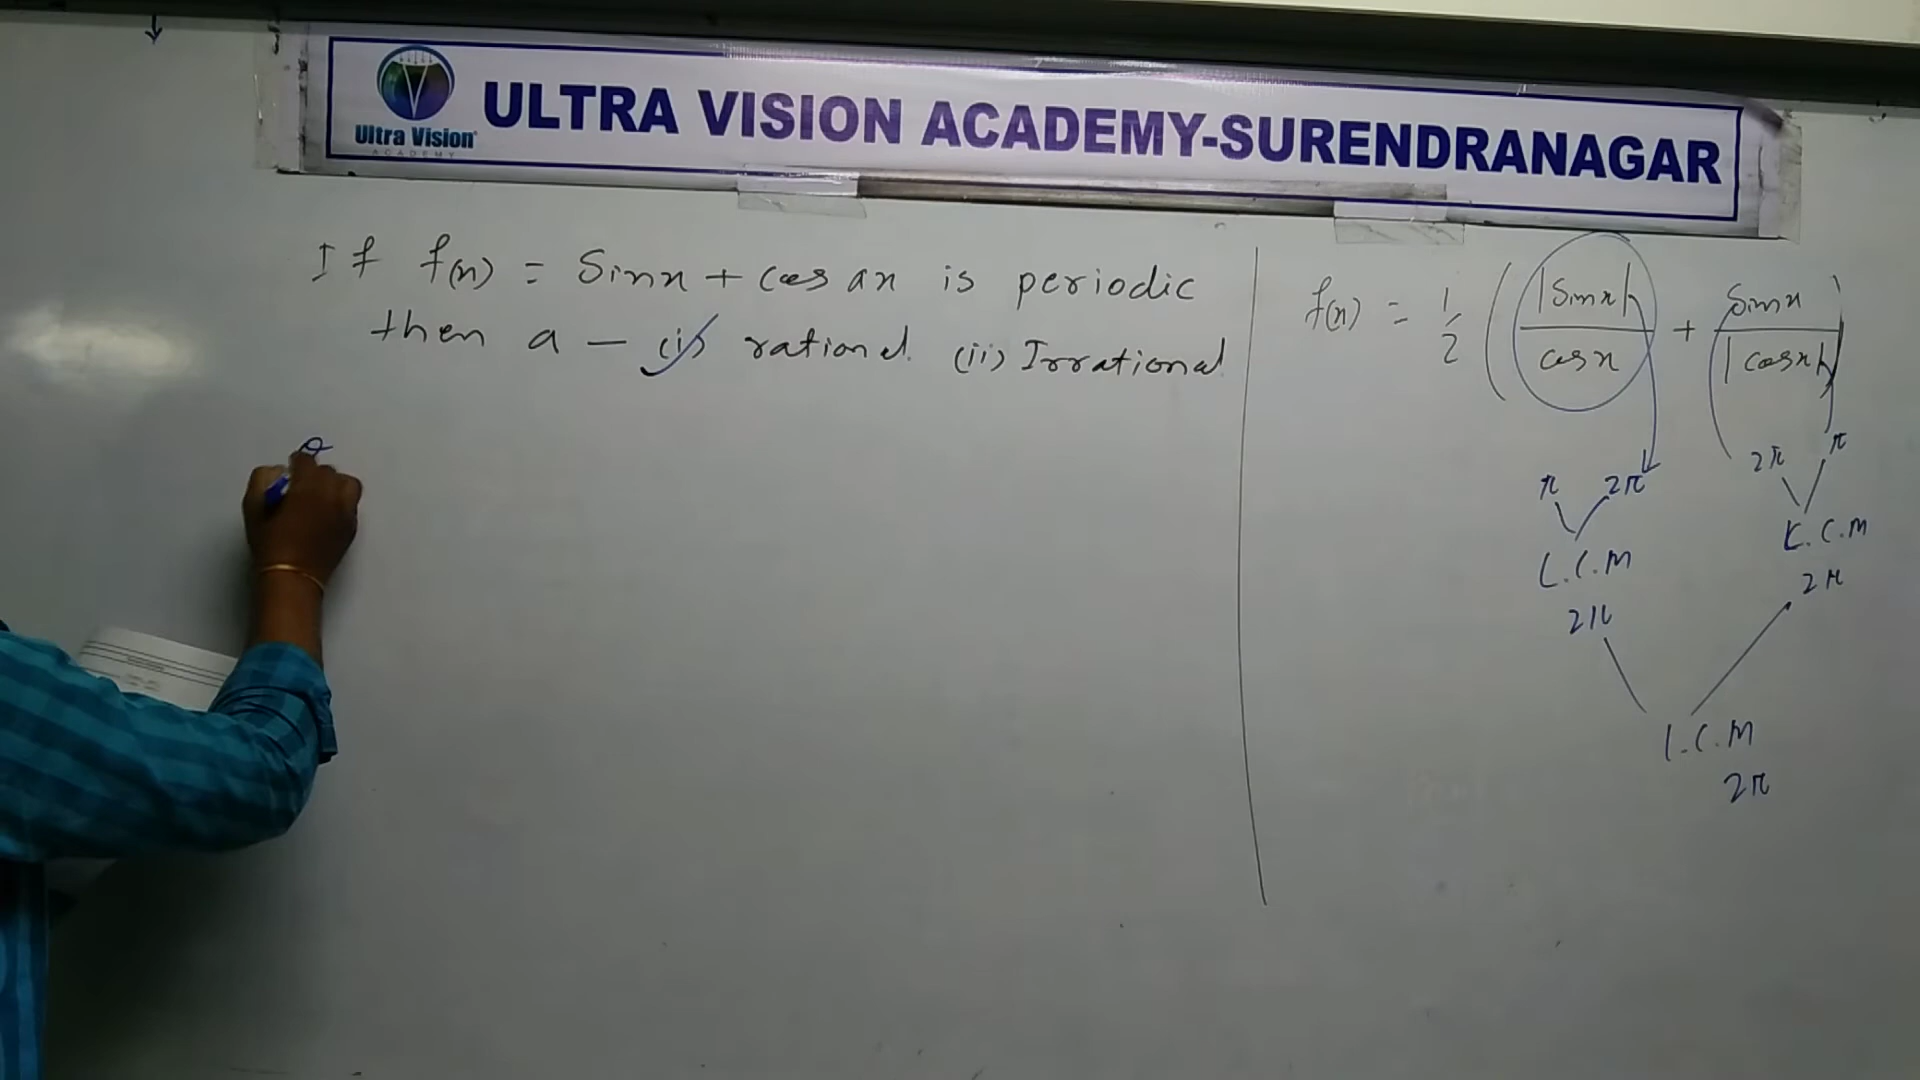 Ultra Vision
ACADEMY
ULTRA VISION ACADEMY-SURENDRANAGAR
If f(x) = Sinx + cos ax is periodic
then a — (i) rational. (ii) Irrational
a
f(x) = 1/2 ( |Sinx| / cosx + Sinx / |cosx| )
π 2π
L.C.M
2π
2π π
L.C.M
2π
L.C.M
2π